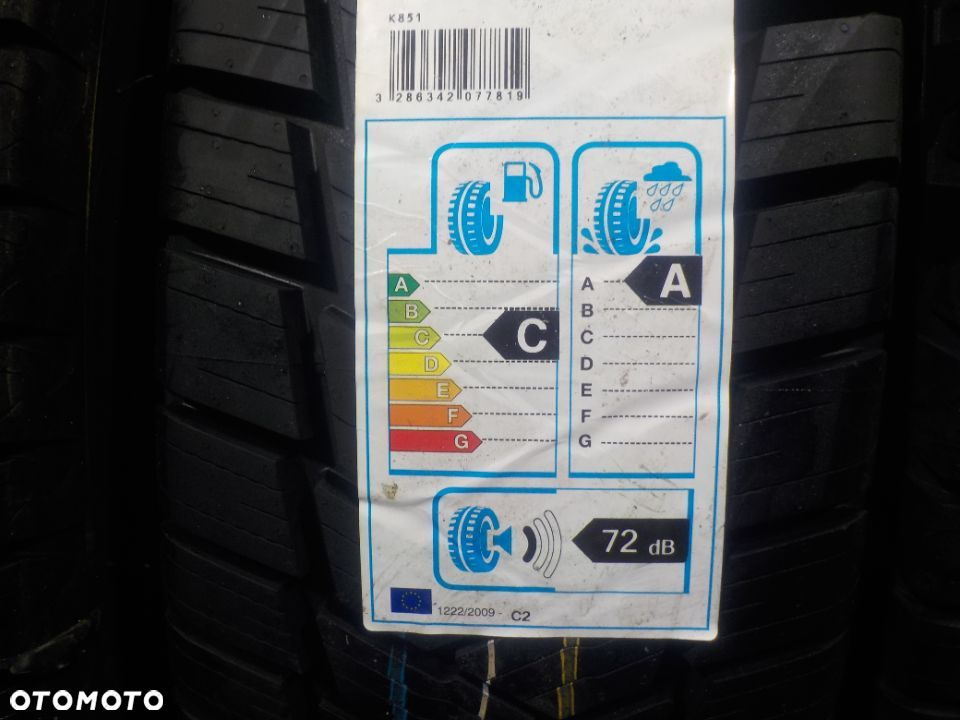 K851
3 286342 077819
A
B
C
D
E
F
G
C
A
B
C
D
E
F
G
A
72 dB
1222/2009 - C2
OTOMOTO